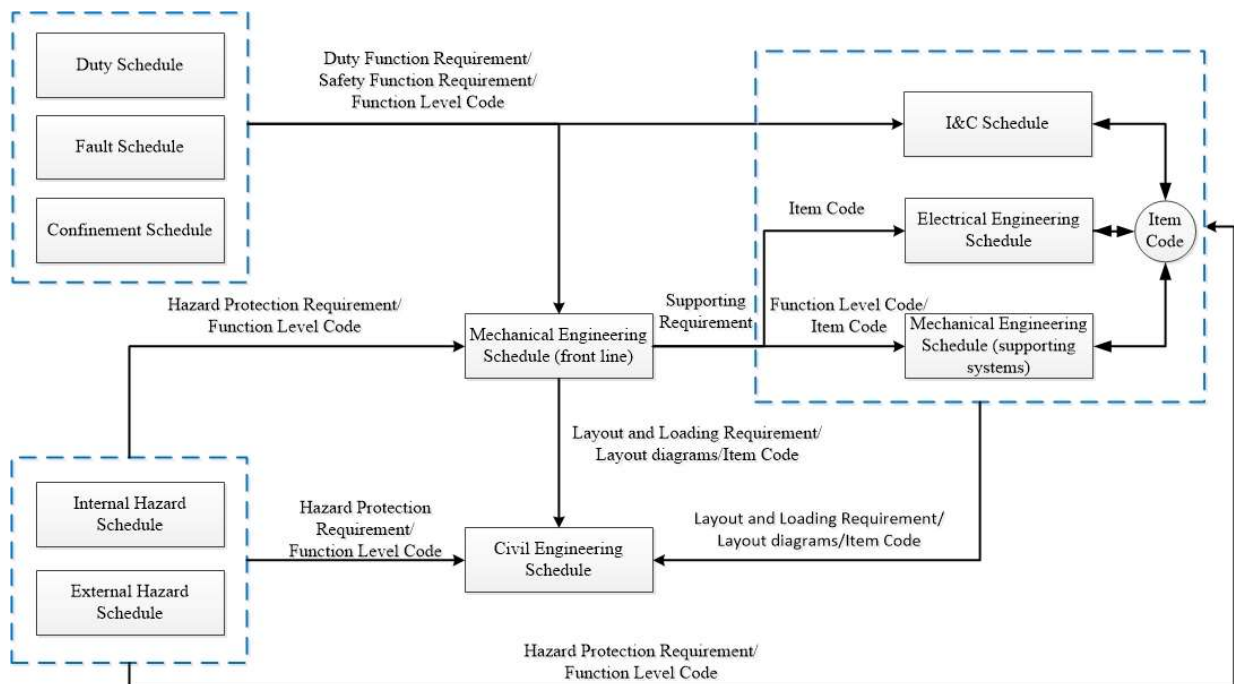 Duty Schedule
Fault Schedule
Confinement Schedule
Duty Function Requirement/
Safety Function Requirement/
Function Level Code
I&C Schedule
Item Code
Electrical Engineering
Schedule
Item
Code
Hazard Protection Requirement/
Function Level Code
Mechanical Engineering
Schedule (front line)
Supporting
Requirement
Function Level Code/
Item Code
Mechanical Engineering
Schedule (supporting
systems)
Layout and Loading Requirement/
Layout diagrams/Item Code
Internal Hazard
Schedule
External Hazard
Schedule
Hazard Protection
Requirement/
Function Level Code
Civil Engineering
Schedule
Layout and Loading Requirement/
Layout diagrams/Item Code
Hazard Protection Requirement/
Function Level Code